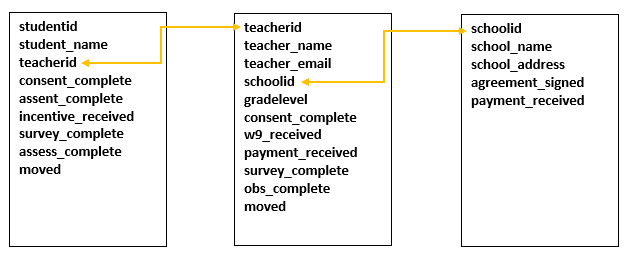 studentid
student_name
teacherid
consent_complete
assent_complete
incentive_received
survey_complete
assess_complete
moved
teacherid
teacher_name
teacher_email
schoolid
gradelevel
consent_complete
w9_received
payment_received
survey_complete
obs_complete
moved
schoolid
school_name
school_address
agreement_signed
payment_received